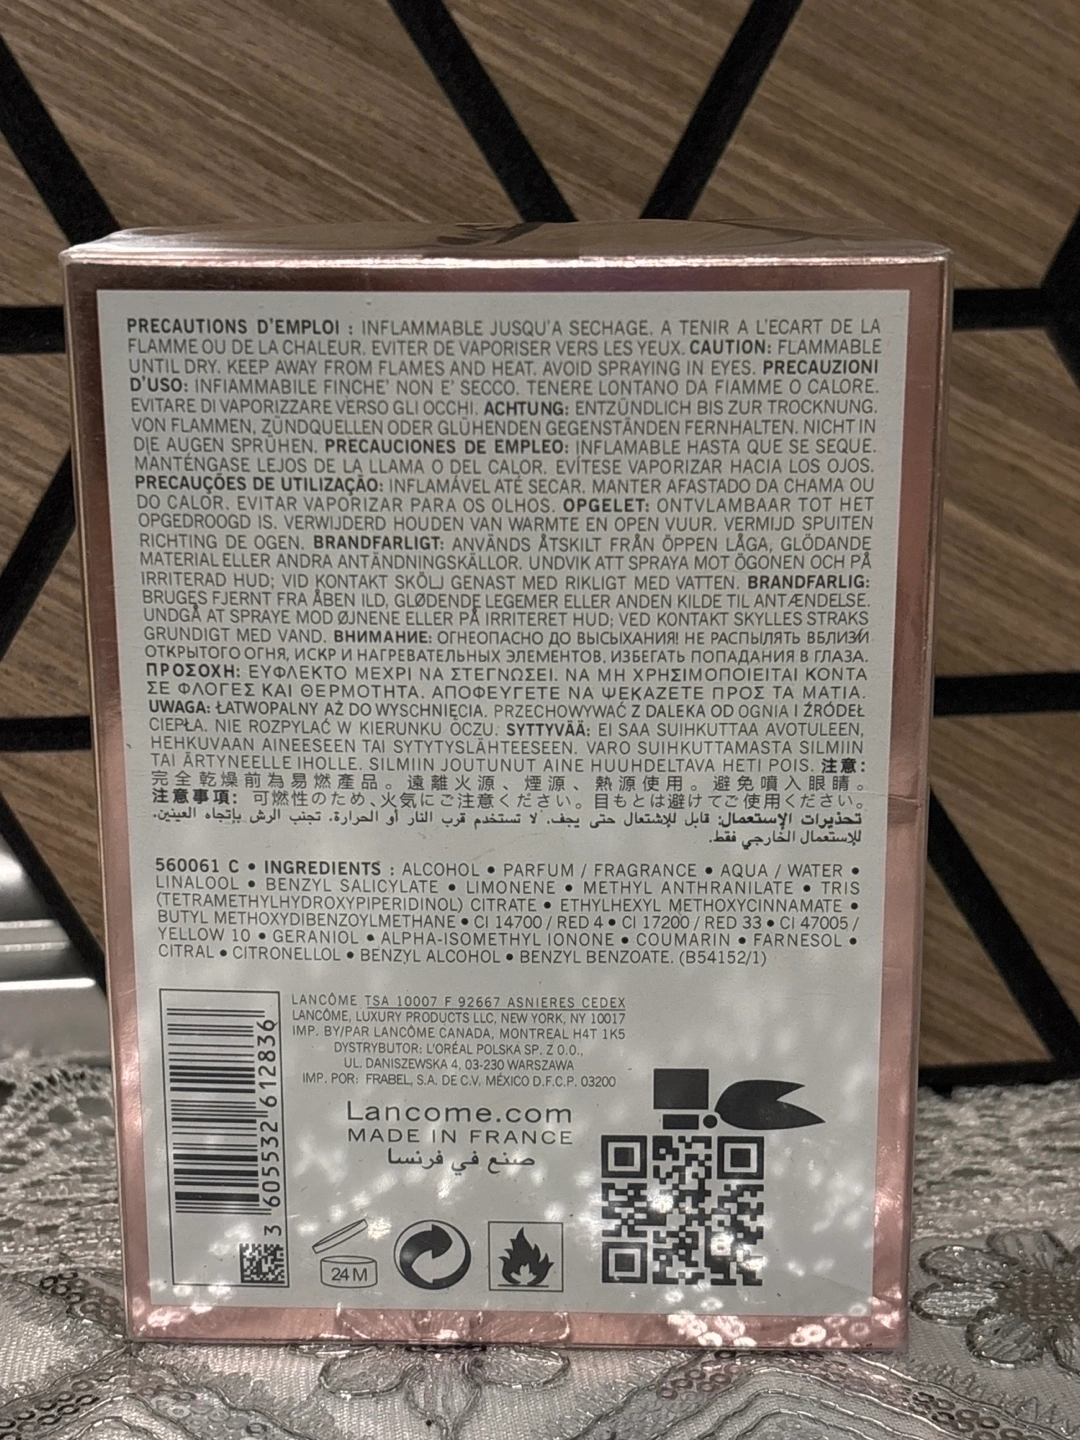 PRECAUTIONS D'EMPLOI : INFLAMMABLE JUSQU'A SECHAGE. A TENIR A L'ECART DE LA
FLAMME OU DE LA CHALEUR. EVITER DE VAPORISER VERS LES YEUX. CAUTION: FLAMMABLE
UNTIL DRY. KEEP AWAY FROM FLAMES AND HEAT. AVOID SPRAYING IN EYES. PRECAUZIONI
D'USO: INFIAMMABILE FINCHE' NON E' SECCO. TENERE LONTANO DA FIAMME O CALORE.
EVITARE DI VAPORIZZARE VERSO GLI OCCHI. ACHTUNG: ENTZÜNDLICH BIS ZUR TROCKNUNG.
VON FLAMMEN, ZÜNDQUELLEN ODER GLÜHENDEN GEGENSTÄNDEN FERNHALTEN. NICHT IN
DIE AUGEN SPRÜHEN. PRECAUCIONES DE EMPLEO: INFLAMABLE HASTA QUE SE SEQUE.
MANTÉNGASE LEJOS DE LA LLAMA O DEL CALOR. EVÍTESE VAPORIZAR HACIA LOS OJOS.
PRECAUÇÕES DE UTILIZAÇÃO: INFLAMÁVEL ATÉ SECAR. MANTER AFASTADO DA CHAMA OU
DO CALOR. EVITAR VAPORIZAR PARA OS OLHOS. OPGELET: ONTVLAMBAAR TOT HET
OPGEDROOGD IS. VERWIJDERD HOUDEN VAN WARMTE EN OPEN VUUR. VERMIJD SPUITEN
RICHTING DE OGEN. BRANDFARLIGT: ANVÄNDS ÅTSKILT FRÅN ÖPPEN LÅGA, GLÖDANDE
MATERIAL ELLER ANDRA ANTÄNDNINGSKÄLLOR. UNDVIK ATT SPRAYA MOT ÖGONEN OCH PÅ
IRRITERAD HUD; VID KONTAKT SKÖLJ GENAST MED RIKLIGT MED VATTEN. BRANDFARLIG:
BRUGES FJERNT FRA ÅBEN ILD, GLØDENDE LEGEMER ELLER ANDEN KILDE TIL ANTÆNDELSE.
UNDGÅ AT SPRAYE MOD ØJNENE ELLER PÅ IRRITERET HUD; VED KONTAKT SKYLLES STRAKS
GRUNDIGT MED VAND. ВНИМАНИЕ: ОГНЕОПАСНО ДО ВЫСЫХАНИЯ! НЕ РАСПЫЛЯТЬ ВБЛИЗИ
ОТКРЫТОГО ОГНЯ, ИСКР И НАГРЕВАТЕЛЬНЫХ ЭЛЕМЕНТОВ. ИЗБЕГАТЬ ПОПАДАНИЯ В ГЛАЗА.
ΠΡΟΣΟΧΗ: ΕΥΦΛΕΚΤΟ ΜΕΧΡΙ ΝΑ ΣΤΕΓΝΩΣΕΙ. ΝΑ ΜΗ ΧΡΗΣΙΜΟΠΟΙΕΙΤΑΙ ΚΟΝΤΑ
ΣΕ ΦΛΟΓΕΣ ΚΑΙ ΘΕΡΜΟΤΗΤΑ. ΑΠΟΦΕΥΓΕΤΕ ΝΑ ΨΕΚΑΖΕΤΕ ΠΡΟΣ ΤΑ ΜΑΤΙΑ.
UWAGA: ŁATWOPALNY AŻ DO WYSCHNIĘCIA. PRZECHOWYWAĆ Z DALEKA OD OGNIA I ŹRÓDEŁ
CIEPŁA. NIE ROZPYLAĆ W KIERUNKU OCZU. SYTTYVÄÄ: EI SAA SUIHKUTTAA AVOTULEEN,
HEHKUVAAN AINEESEEN TAI SYTYTYSLÄHTEESEEN. VARO SUIHKUTTAMASTA SILMIIN
TAI ÄRTYNEELLE IHOLLE. SILMIIN JOUTUNUT AINE HUUHDELTAVA HETI POIS. 注意:
完全乾燥前為易燃產品。遠離火源、煙源、熱源使用。避免噴入眼睛。
注意事項: 可燃性のため、火気にご注意ください。目もとは避けてご使用ください。
تحذيرات الإستعمال: قابل للإشتعال حتى يجف. لا تستخدم قرب النار أو الحرارة. تجنب الرش بإتجاه العينين.
للإستعمال الخارجي فقط.
560061 C • INGREDIENTS : ALCOHOL • PARFUM / FRAGRANCE • AQUA / WATER •
LINALOOL • BENZYL SALICYLATE • LIMONENE • METHYL ANTHRANILATE • TRIS
(TETRAMETHYLHYDROXYPIPERIDINOL) CITRATE • ETHYLHEXYL METHOXYCINNAMATE •
BUTYL METHOXYDIBENZOYLMETHANE • CI 14700 / RED 4 • CI 17200 / RED 33 • CI 47005 /
YELLOW 10 • GERANIOL • ALPHA-ISOMETHYL IONONE • COUMARIN • FARNESOL •
CITRAL • CITRONELLOL • BENZYL ALCOHOL • BENZYL BENZOATE. (B54152/1)
LANCÔME TSA 10007 F 92667 ASNIERES CEDEX
LANCÔME, LUXURY PRODUCTS LLC, NEW YORK, NY 10017
IMP. BY/PAR LANCÔME CANADA, MONTREAL H4T 1K5
DYSTRYBUTOR: L'ORÉAL POLSKA SP. Z O.O.,
UL. DANISZEWSKA 4, 03-230 WARSZAWA
IMP. POR: FRABEL, S.A. DE C.V. MÉXICO D.F.C.P. 03200
Lancome.com
MADE IN FRANCE
صنع في فرنسا
3 605532 612836
24 M